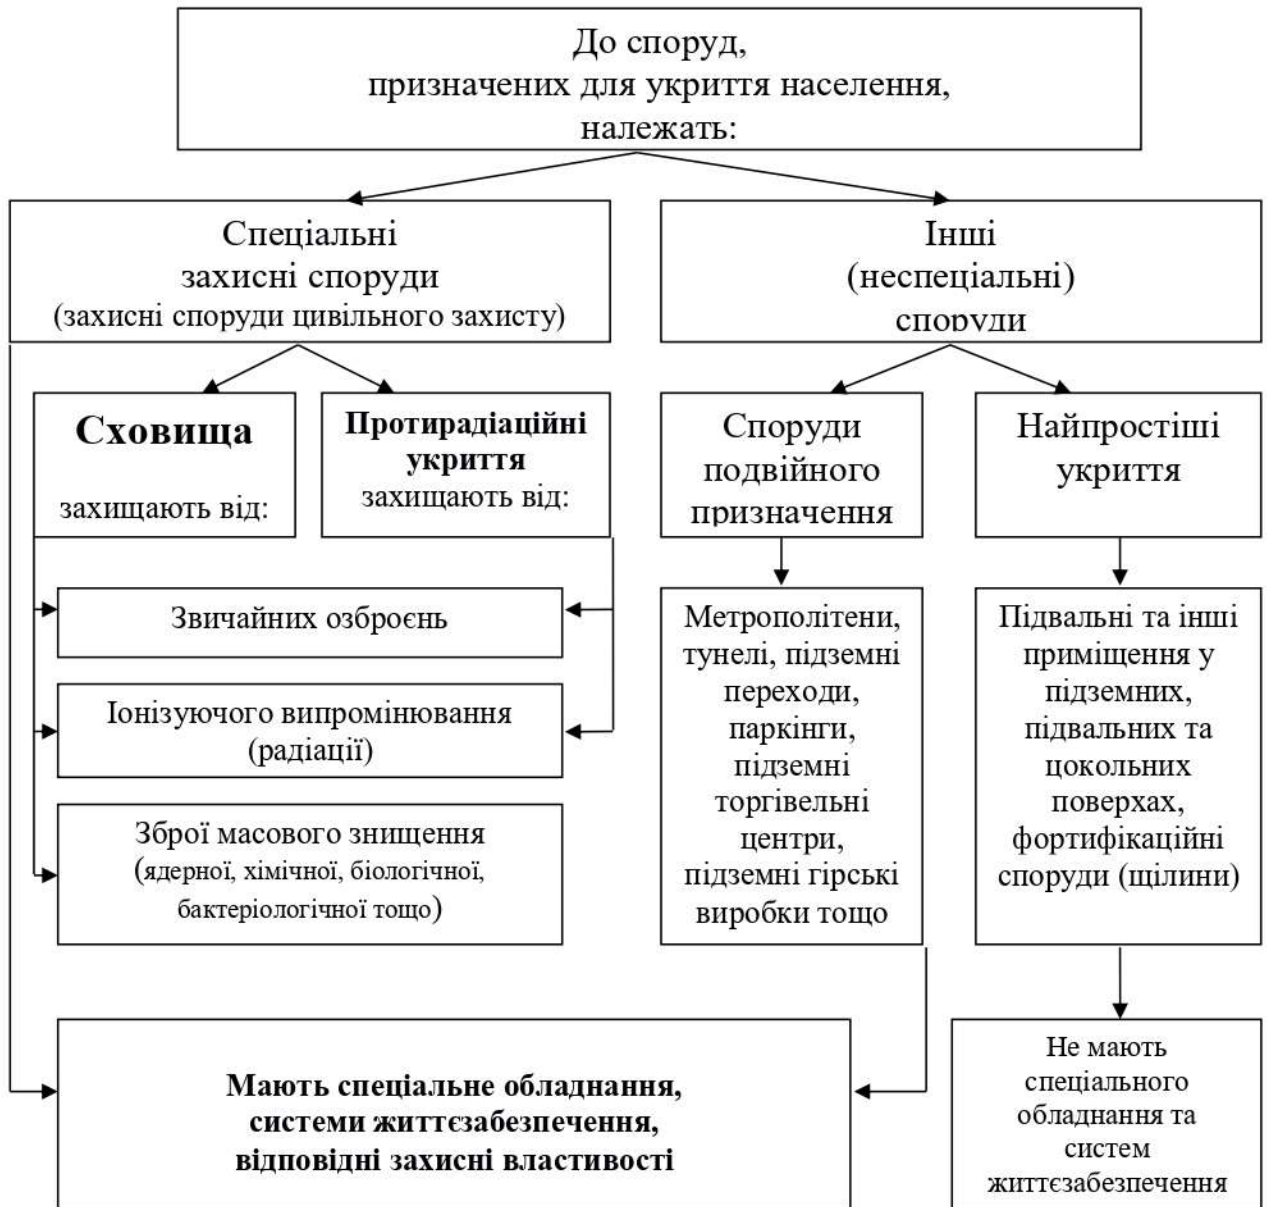 До споруд,
призначених для укриття населення,
належать:
Спеціальні
захисні споруди
(захисні споруди цивільного захисту)
Інші
(неспеціальні)
споруди
Сховища
захищають від:
Протирадіаційні
укриття
захищають від:
Споруди
подвійного
призначення
Найпростіші
укриття
Звичайних озброєнь
Іонізуючого випромінювання
(радіації)
Зброї масового знищення
(ядерної, хімічної, біологічної,
бактеріологічної тощо)
Метрополітени,
тунелі, підземні
переходи,
паркінги,
підземні
торгівельні
центри,
підземні гірські
виробки тощо
Підвальні та інші
приміщення у
підземних,
підвальних та
цокольних
поверхах,
фортифікаційні
споруди (щілини)
Мають спеціальне обладнання,
системи життєзабезпечення,
відповідні захисні властивості
Не мають
спеціального
обладнання та
систем
життєзабезпечення